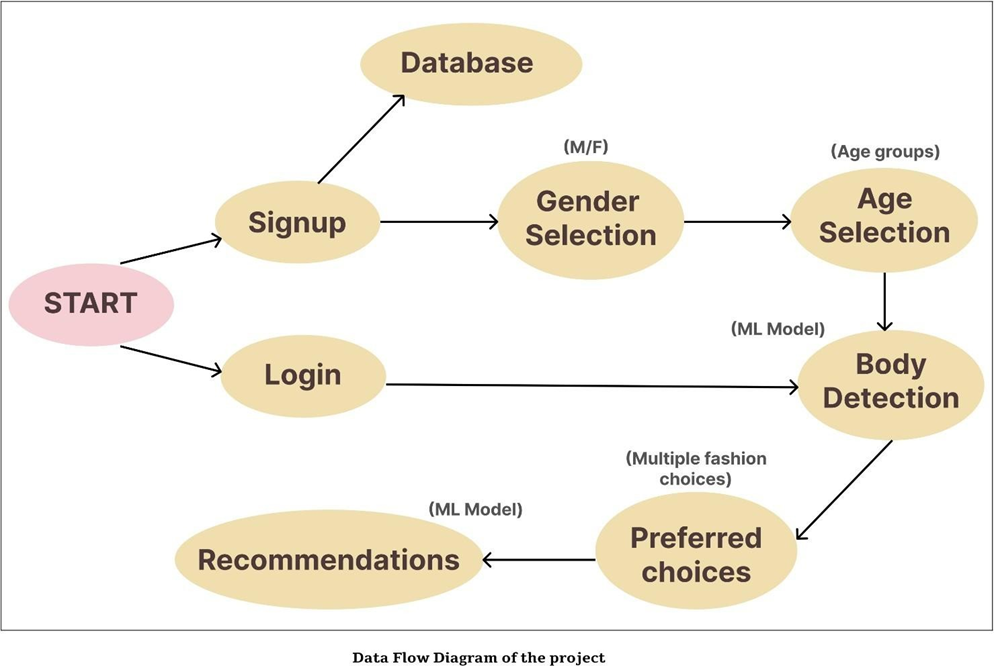 Database
(M/F)
(Age groups)
Signup
Gender
Selection
Age
Selection
START
(ML Model)
Login
Body
Detection
(Multiple fashion
choices)
(ML Model)
Preferred
choices
Recommendations
Data Flow Diagram of the project